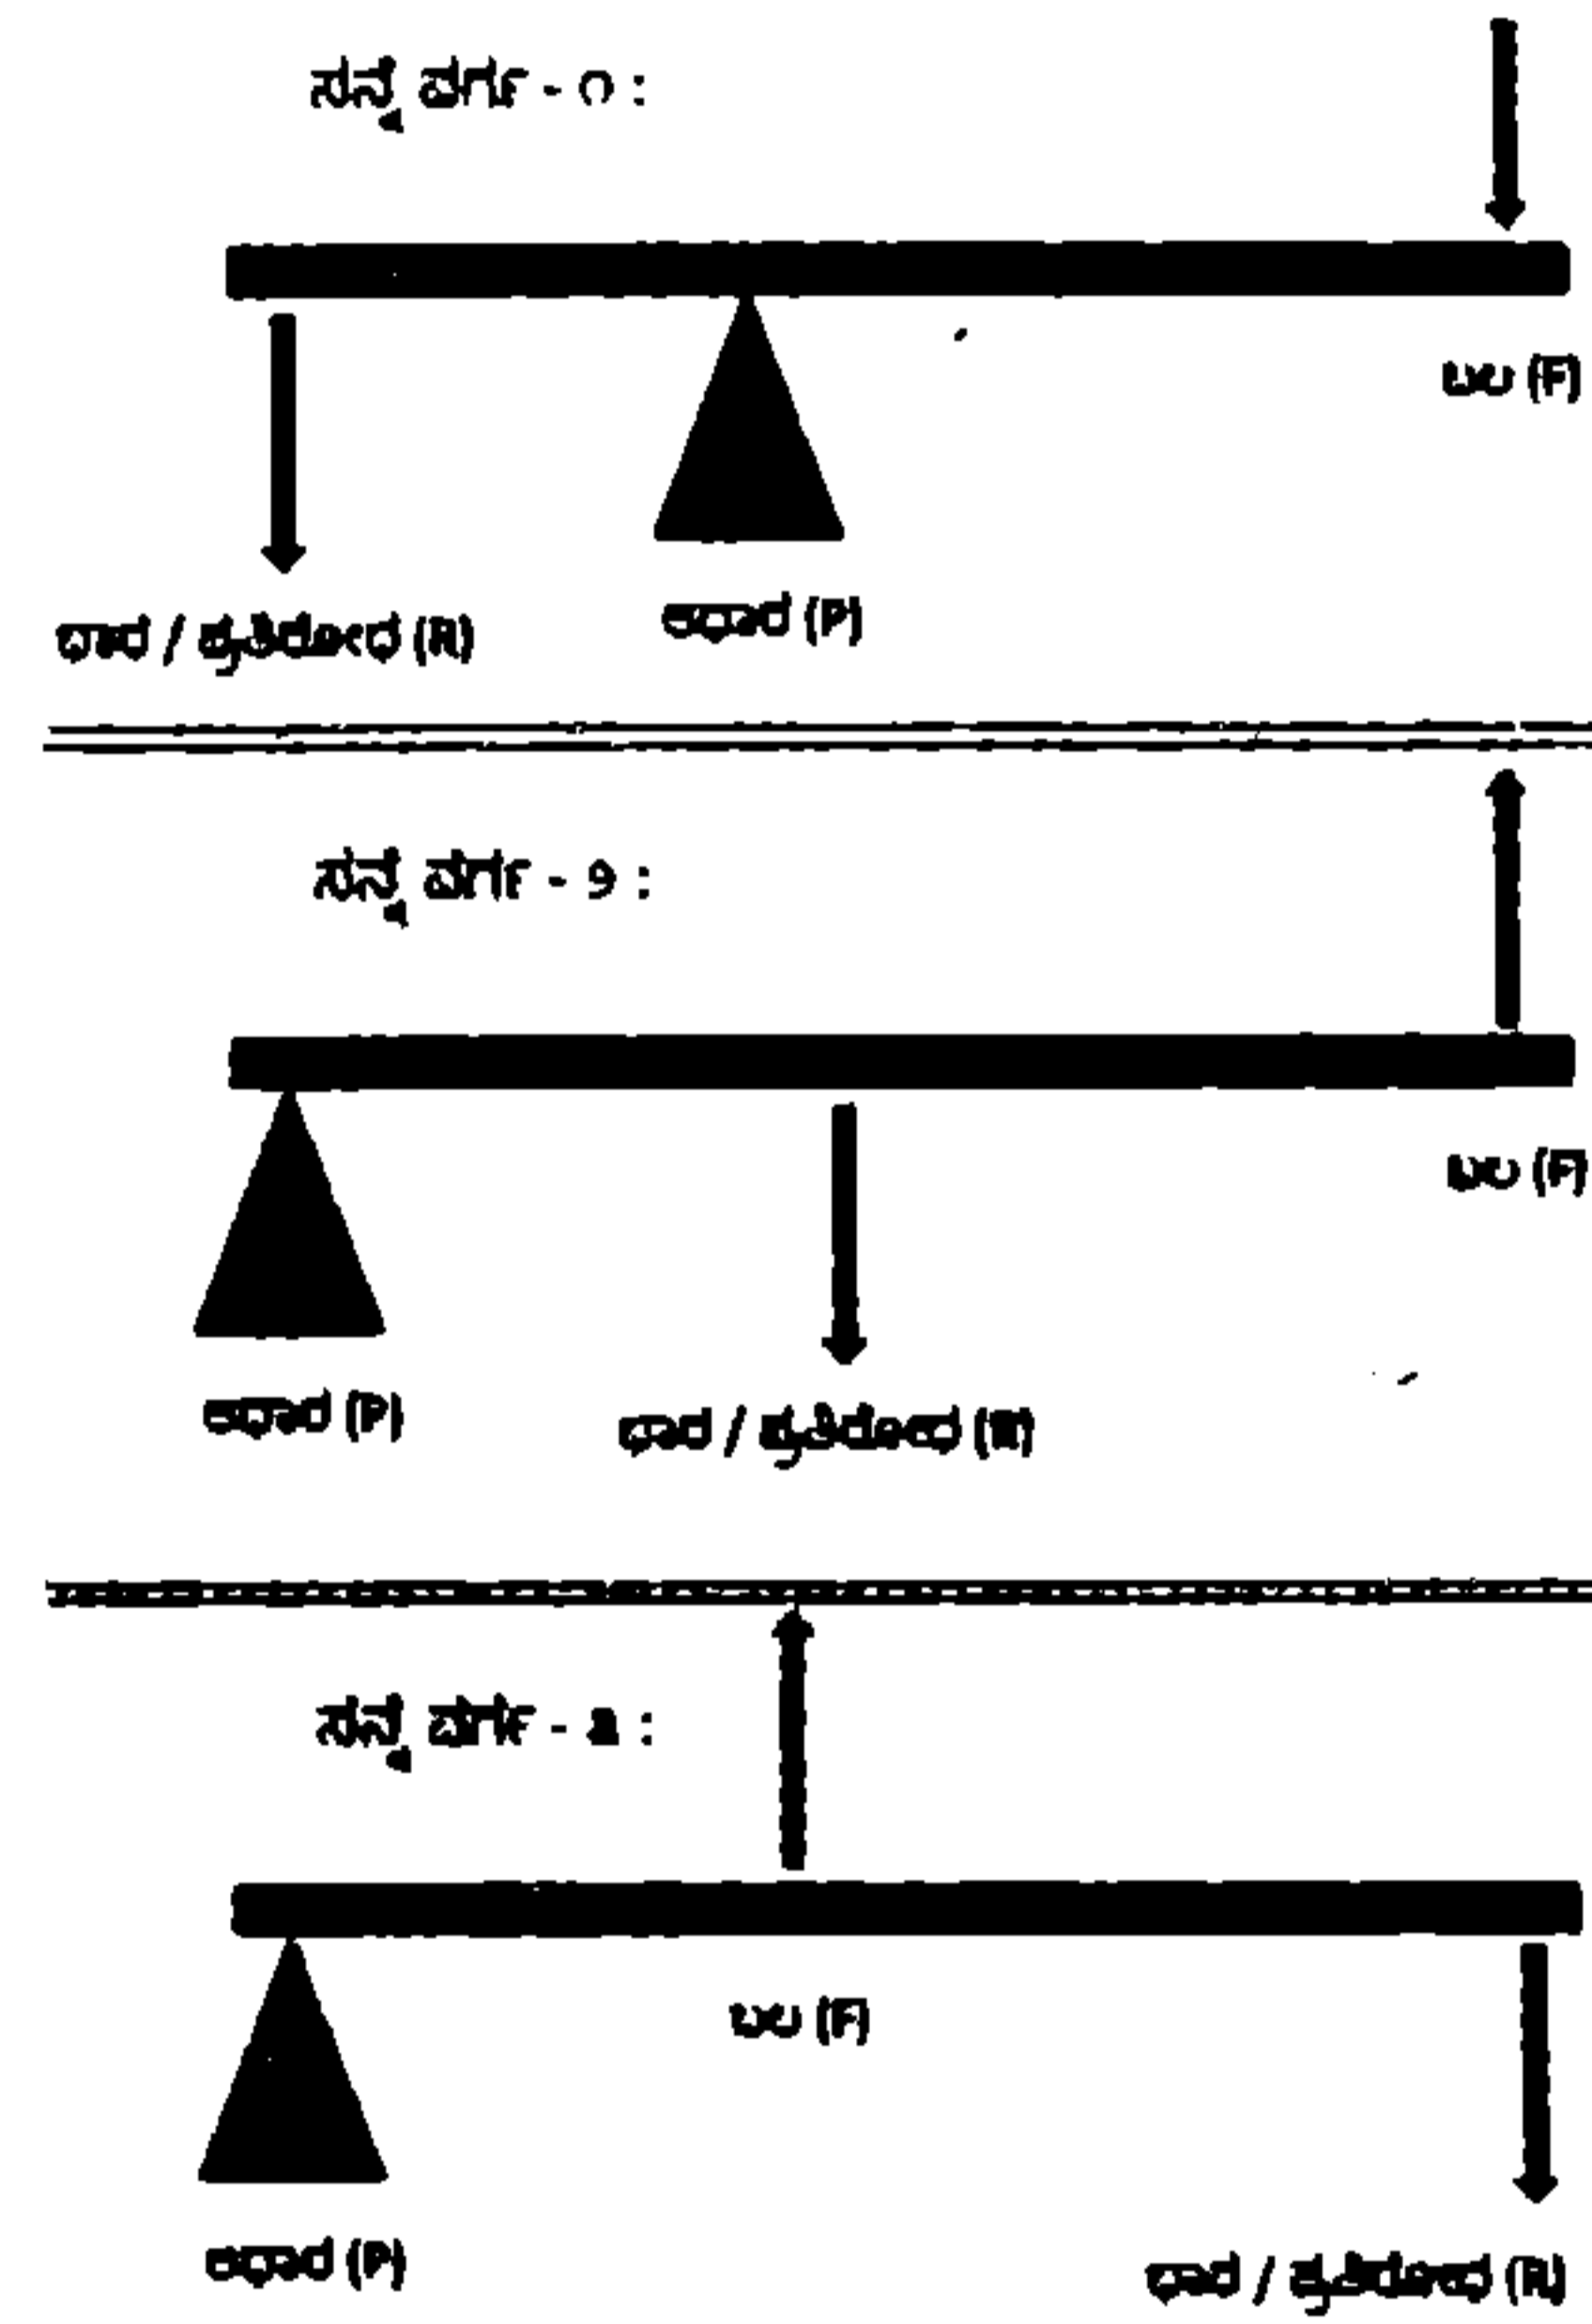 ಸನ್ನೆ ವರ್ಗ - ೧ :
ಬಲ (F)
ಆಧಾರ (P)
ಭಾರ / ಪ್ರತಿರೋಧ (R)
ಸನ್ನೆ ವರ್ಗ - ೨ :
ಬಲ (F)
ಆಧಾರ (P)
ಭಾರ / ಪ್ರತಿರೋಧ (R)
ಸನ್ನೆ ವರ್ಗ - ೩ :
ಬಲ (F)
ಆಧಾರ (P)
ಭಾರ / ಪ್ರತಿರೋಧ (R)